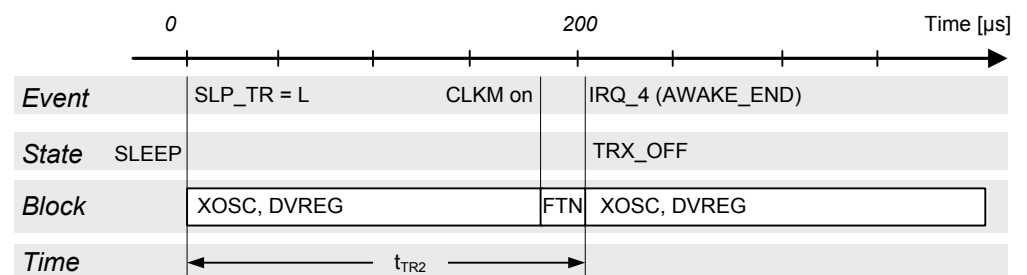 0 200 Time [µs]
Event SLP_TR = L CLKM on IRQ_4 (AWAKE_END)
State SLEEP TRX_OFF
Block XOSC, DVREG FTN XOSC, DVREG
Time tTR2